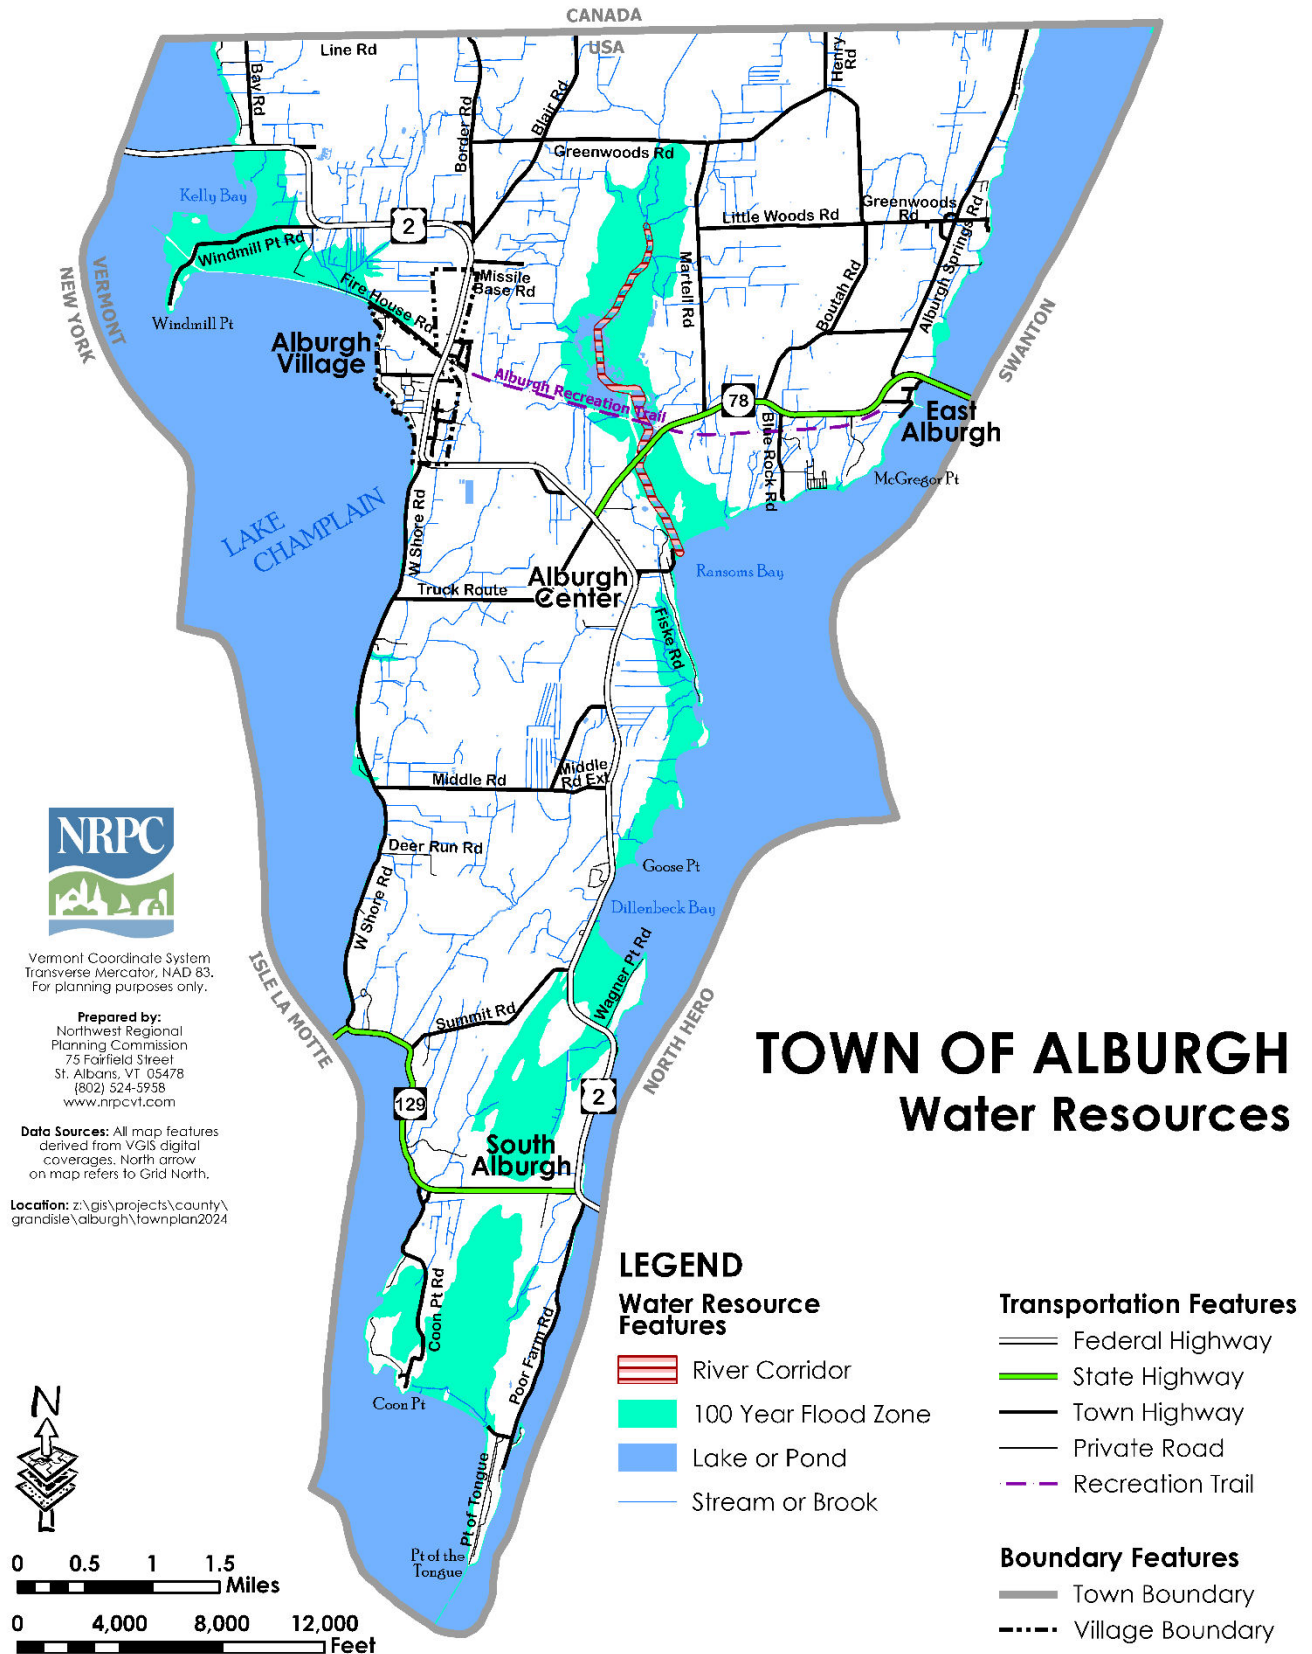 CANADA
USA
Line Rd
Bay Rd
Border Rd
Blair Rd
Henry
Rd
Greenwoods Rd
Kelly Bay
2
Windmill Pt Rd
Little Woods Rd
Greenwoods
Rd
Alburgh Springs Rd
Martell Rd
Boutah Rd
Missile
Base Rd
Fire House Rd
VERMONT
NEW YORK
Windmill Pt
Alburgh
Village
SWANTON
Alburgh Recreation Trail
78
East
Alburgh
Blue Rock Rd
McGregor Pt
LAKE
CHAMPLAIN
W Shore Rd
Ransoms Bay
Alburgh
Center
Truck Route
Fiske Rd
Middle Rd
Middle
Rd Ext
NRPC
Deer Run Rd
Goose Pt
W Shore Rd
Dillenbeck Bay
Wagner Pt Rd
Vermont Coordinate System
Transverse Mercator, NAD 83.
For planning purposes only.
ISLE LA MOTTE
Summit Rd
NORTH HERO
Prepared by:
Northwest Regional
Planning Commission
75 Fairfield Street
St. Albans, VT 05478
(802) 524-5958
www.nrpcvt.com
TOWN OF ALBURGH
Water Resources
129
2
Data Sources: All map features
derived from VGIS digital
coverages. North arrow
on map refers to Grid North.
South
Alburgh
Location: z:\gis\projects\county\
grandisle\alburgh\townplan2024
Coon Pt Rd
Poor Farm Rd
Coon Pt
Pt of Tongue
Pt of the
Tongue
LEGEND
Water Resource
Features
River Corridor
100 Year Flood Zone
Lake or Pond
Stream or Brook
Transportation Features
Federal Highway
State Highway
Town Highway
Private Road
Recreation Trail
Boundary Features
Town Boundary
Village Boundary
N
0 0.5 1 1.5
Miles
0 4,000 8,000 12,000
Feet